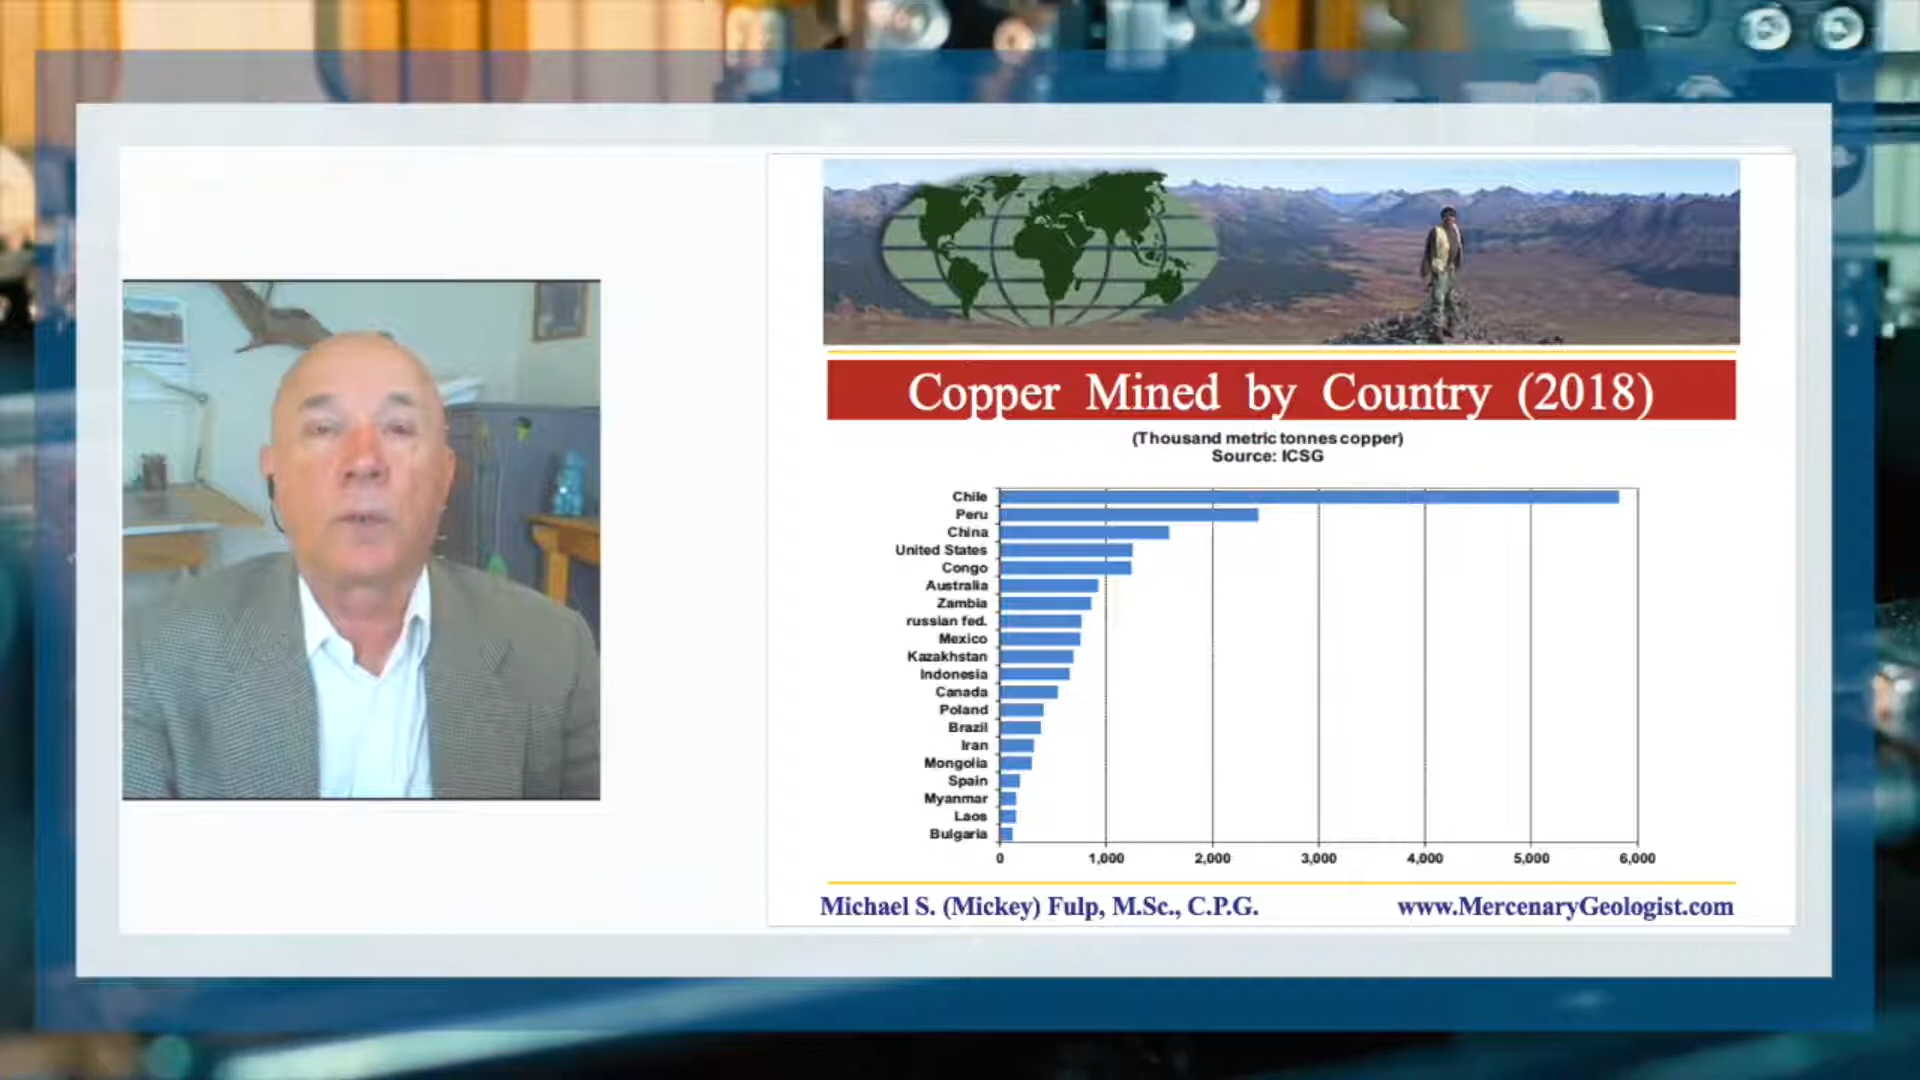 Copper Mined by Country (2018)
(Thousand metric tonnes copper)
Source: ICSG
Chile
Peru
China
United States
Congo
Australia
Zambia
russian fed.
Mexico
Kazakhstan
Indonesia
Canada
Poland
Brazil
Iran
Mongolia
Spain
Myanmar
Laos
Bulgaria
0 1,000 2,000 3,000 4,000 5,000 6,000
Michael S. (Mickey) Fulp, M.Sc., C.P.G. www.MercenaryGeologist.com